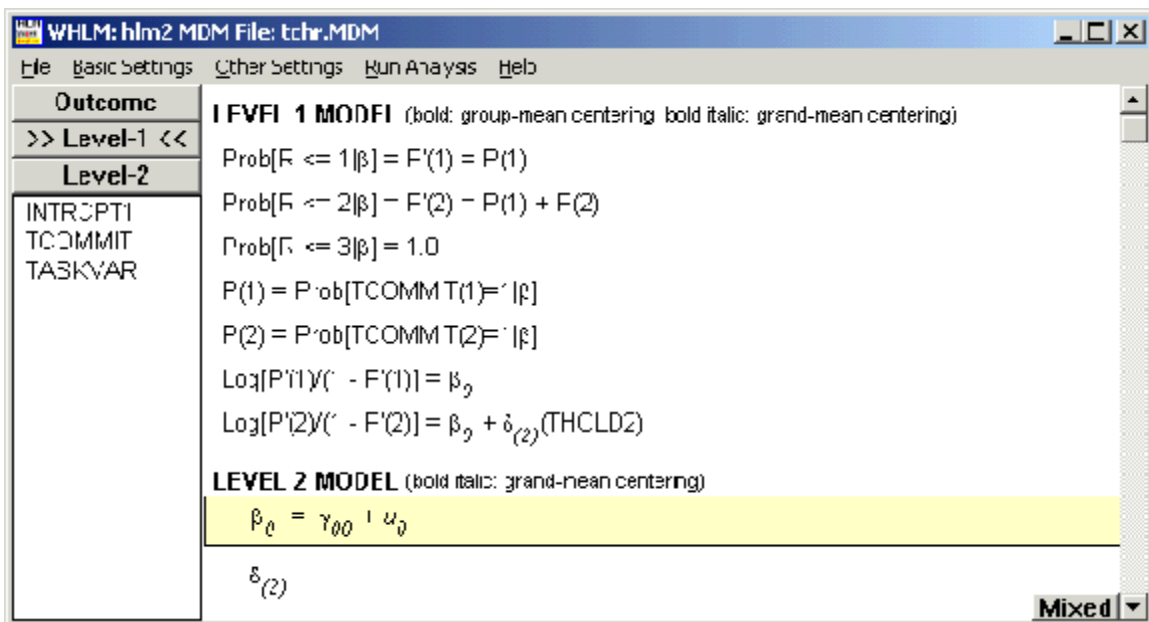 WHLM: hlm2 MDM File: tchr.MDM
File Basic Settings Other Settings Run Analysis Help
Outcome
>> Level-1 <<
Level-2
INTRCPT1
TCOMMIT
TASKVAR
LEVEL 1 MODEL (bold: group-mean centering; bold italic: grand-mean centering)
Prob[R <= 1|β] = P'(1) = P(1)
Prob[R <= 2|β] = P'(2) = P(1) + P(2)
Prob[R <= 3|β] = 1.0
P(1) = Prob[TCOMMIT(1)=1|β]
P(2) = Prob[TCOMMIT(2)=1|β]
Log[P'(1)/(1 - P'(1)] = β₀
Log[P'(2)/(1 - P'(2)] = β₀ + δ₍₂₎(THOLD2)
LEVEL 2 MODEL (bold italic: grand-mean centering)
β₀ = γ₀₀ + u₀
δ₍₂₎
Mixed